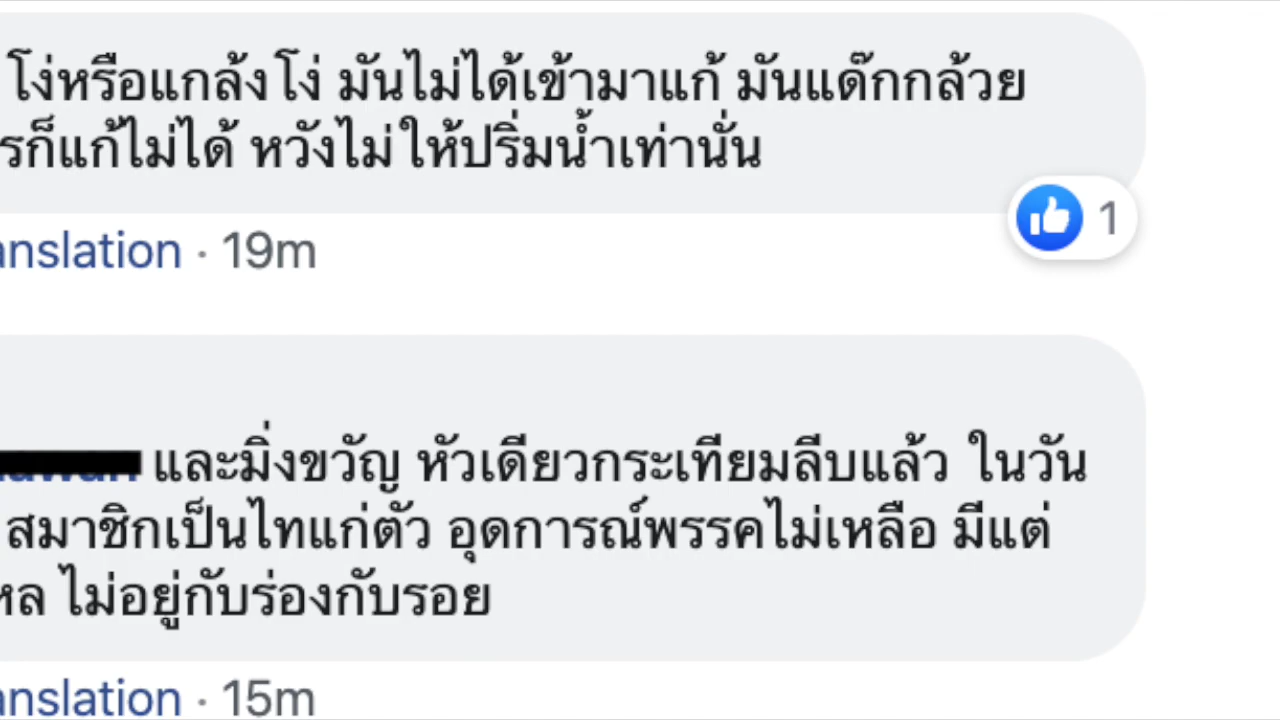 โง่หรือแกล้งโง่ มันไม่ได้เข้ามาแก้ มันแด๊กกล้วย
รก็แก้ไม่ได้ หวังไม่ให้ปริ่มน้ำเท่านั่น
anslation · 19m
1
และมิ่งขวัญ หัวเดียวกระเทียมลีบแล้ว ในวัน
สมาชิกเป็นไทแก่ตัว อุดการณ์พรรคไม่เหลือ มีแต่
หล ไม่อยู่กับร่องกับรอย
anslation · 15m